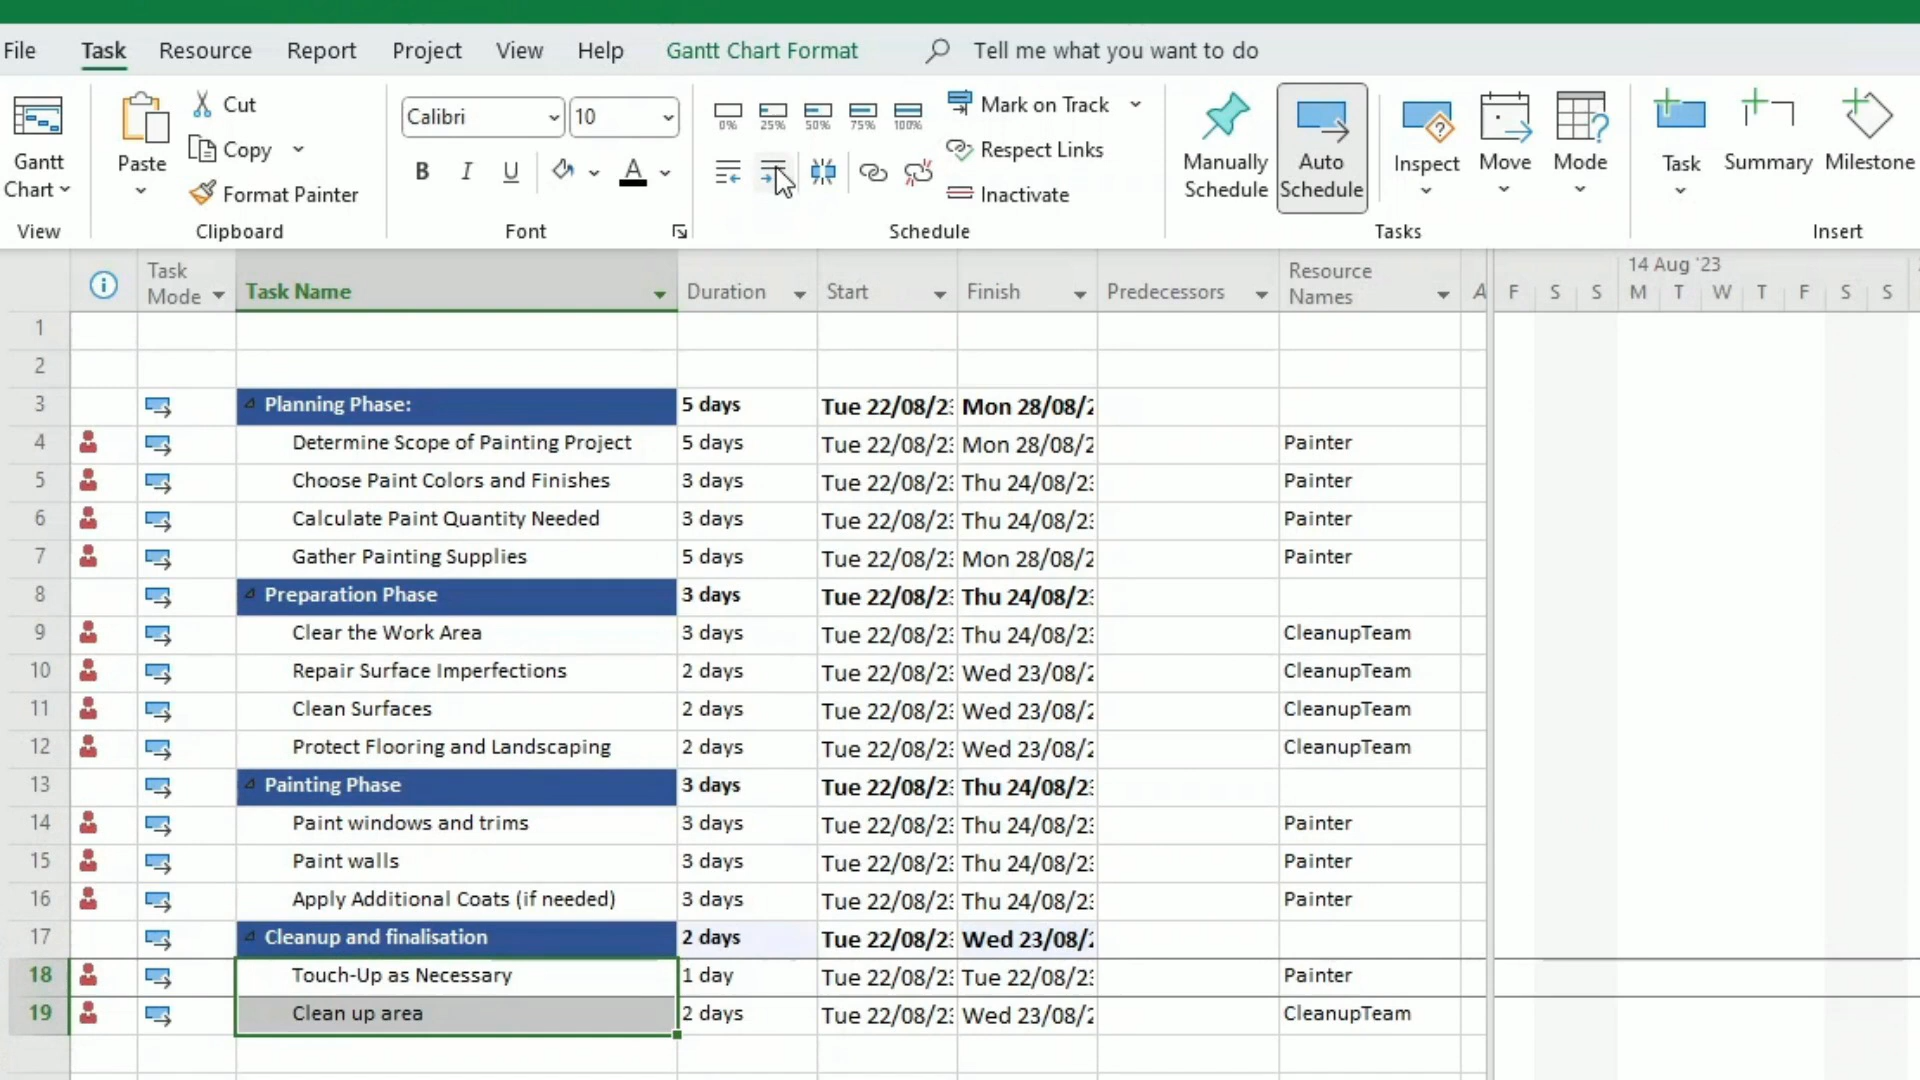 File Task Resource Report Project View Help Gantt Chart Format Tell me what you want to do
Gantt Chart
View
Paste
Cut
Copy
Format Painter
Clipboard
Calibri 10
B I U A
Font
0% 25% 50% 75% 100%
Mark on Track
Respect Links
Inactivate
Schedule
Manually Schedule
Auto Schedule
Inspect
Move
Mode
Tasks
Task
Summary
Milestone
Insert
Task Mode Task Name Duration Start Finish Predecessors Resource Names A
14 Aug '23
F S S M T W T F S S
1
2
3 Planning Phase: 5 days Tue 22/08/2 Mon 28/08/2
4 Determine Scope of Painting Project 5 days Tue 22/08/2 Mon 28/08/2 Painter
5 Choose Paint Colors and Finishes 3 days Tue 22/08/2 Thu 24/08/2 Painter
6 Calculate Paint Quantity Needed 3 days Tue 22/08/2 Thu 24/08/2 Painter
7 Gather Painting Supplies 5 days Tue 22/08/2 Mon 28/08/2 Painter
8 Preparation Phase 3 days Tue 22/08/2 Thu 24/08/2
9 Clear the Work Area 3 days Tue 22/08/2 Thu 24/08/2 CleanupTeam
10 Repair Surface Imperfections 2 days Tue 22/08/2 Wed 23/08/2 CleanupTeam
11 Clean Surfaces 2 days Tue 22/08/2 Wed 23/08/2 CleanupTeam
12 Protect Flooring and Landscaping 2 days Tue 22/08/2 Wed 23/08/2 CleanupTeam
13 Painting Phase 3 days Tue 22/08/2 Thu 24/08/2
14 Paint windows and trims 3 days Tue 22/08/2 Thu 24/08/2 Painter
15 Paint walls 3 days Tue 22/08/2 Thu 24/08/2 Painter
16 Apply Additional Coats (if needed) 3 days Tue 22/08/2 Thu 24/08/2 Painter
17 Cleanup and finalisation 2 days Tue 22/08/2 Wed 23/08/2
18 Touch-Up as Necessary 1 day Tue 22/08/2 Tue 22/08/2 Painter
19 Clean up area 2 days Tue 22/08/2 Wed 23/08/2 CleanupTeam